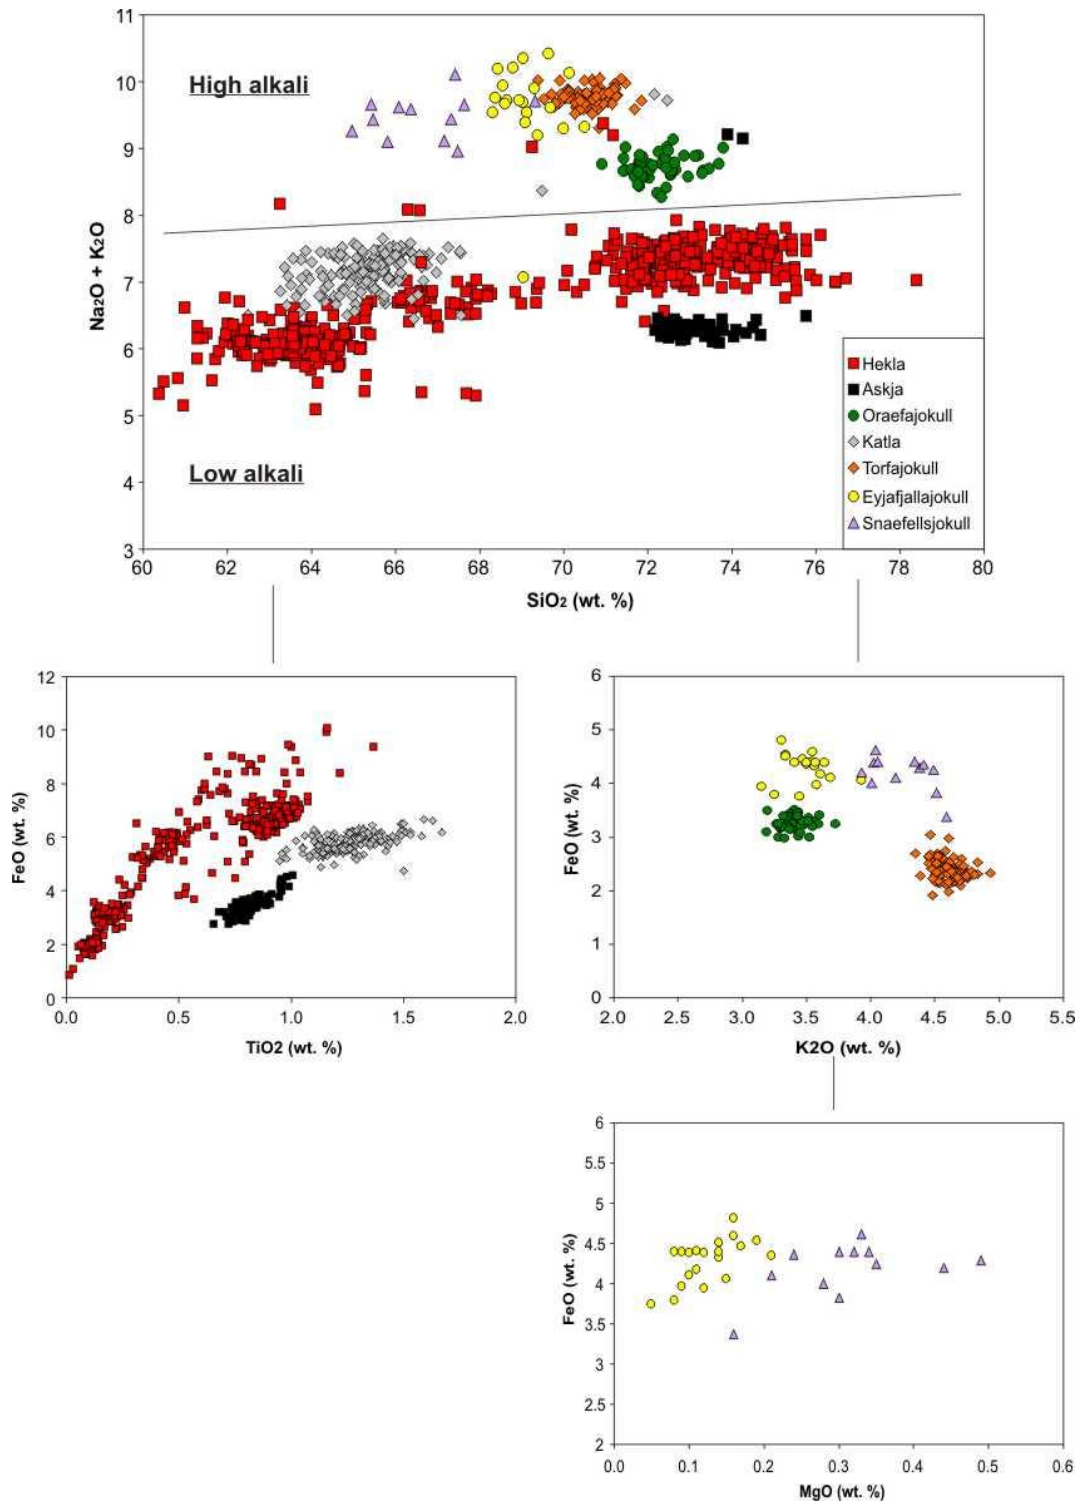 11
10
9
8
7
6
5
4
3
Na2O + K2O
High alkali
Low alkali
Hekla
Askja
Oraefajokull
Katla
Torfajokull
Eyjafjallajokull
Snaefellsjokull
60 62 64 66 68 70 72 74 76 78 80
SiO2 (wt. %)
12
10
8
6
4
2
0
FeO (wt. %)
0.0 0.5 1.0 1.5 2.0
TiO2 (wt. %)
6
5
4
3
2
1
0
FeO (wt. %)
2.0 2.5 3.0 3.5 4.0 4.5 5.0 5.5
K2O (wt. %)
6
5.5
5
4.5
4
3.5
3
2.5
2
FeO (wt. %)
0.0 0.1 0.2 0.3 0.4 0.5 0.6
MgO (wt. %)